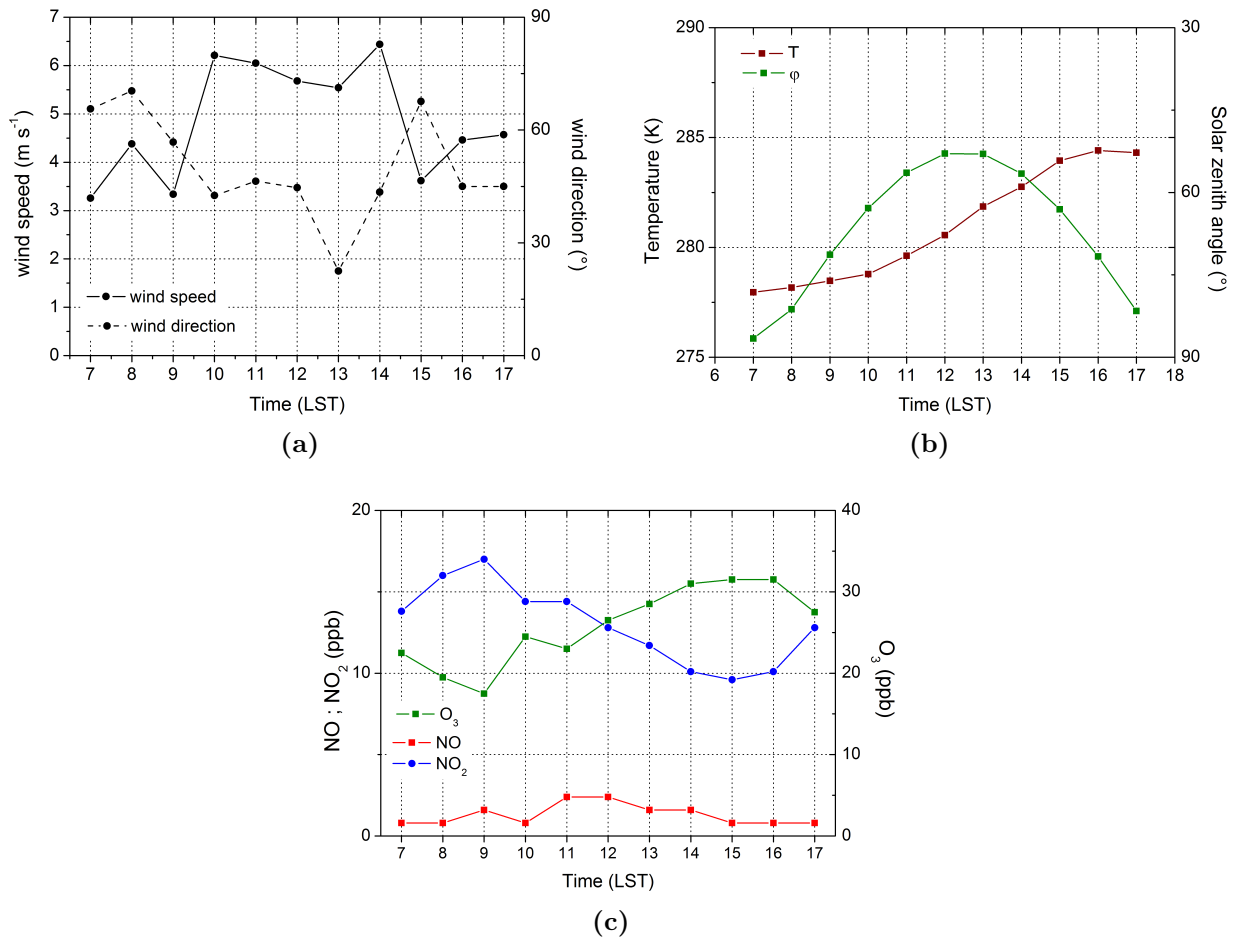 7
6
5
4
3
2
1
0
wind speed (m s⁻¹)
90
60
30
0
wind direction (°)
wind speed
wind direction
7 8 9 10 11 12 13 14 15 16 17
Time (LST)
(a)
290
285
280
275
Temperature (K)
30
60
90
Solar zenith angle (°)
T
φ
6 7 8 9 10 11 12 13 14 15 16 17 18
Time (LST)
(b)
20
10
0
NO ; NO₂ (ppb)
40
30
20
10
0
O₃ (ppb)
O₃
NO
NO₂
7 8 9 10 11 12 13 14 15 16 17
Time (LST)
(c)